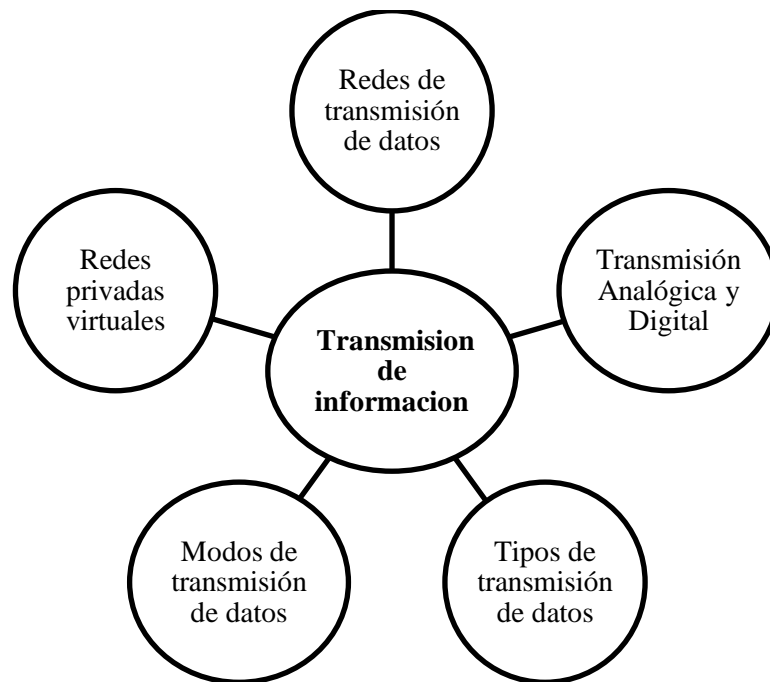 Redes de
transmisión
de datos
Redes
privadas
virtuales
Transmisión
Analógica y
Digital
Transmision
de
informacion
Modos de
transmisión
de datos
Tipos de
transmisión
de datos